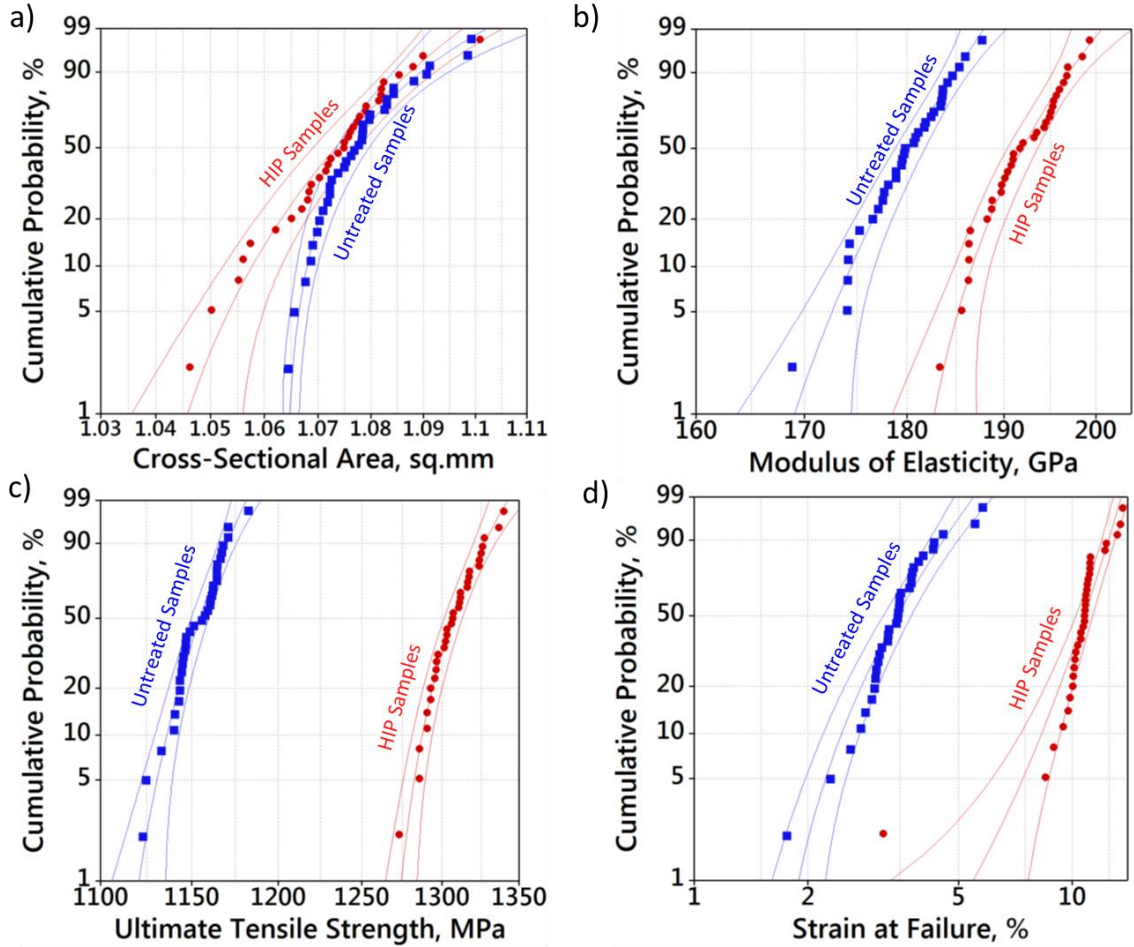 a)
Cumulative Probability, %
99
90
50
20
10
5
1
HIP Samples
Untreated Samples
1.03 1.04 1.05 1.06 1.07 1.08 1.09 1.10 1.11
Cross-Sectional Area, sq.mm
b)
Cumulative Probability, %
99
90
50
20
10
5
1
Untreated Samples
HIP Samples
160 170 180 190 200
Modulus of Elasticity, GPa
c)
Cumulative Probability, %
99
90
50
20
10
5
1
Untreated Samples
HIP Samples
1100 1150 1200 1250 1300 1350
Ultimate Tensile Strength, MPa
d)
Cumulative Probability, %
99
90
50
20
10
5
1
Untreated Samples
HIP Samples
1 2 5 10
Strain at Failure, %